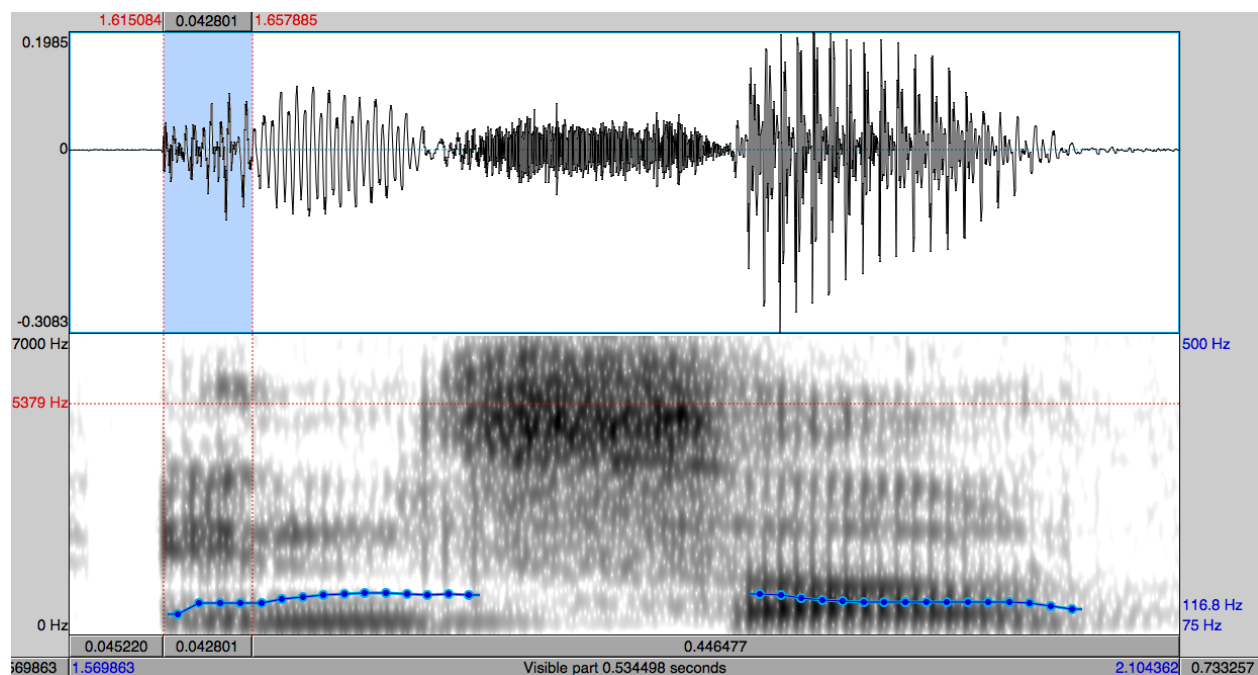 1.615084 0.042801 1.657885
0.1985
0
-0.3083
7000 Hz 500 Hz
5379 Hz
116.8 Hz
0 Hz 75 Hz
0.045220 0.042801 0.446477
569863 1.569863 Visible part 0.534498 seconds 2.104362 0.733257